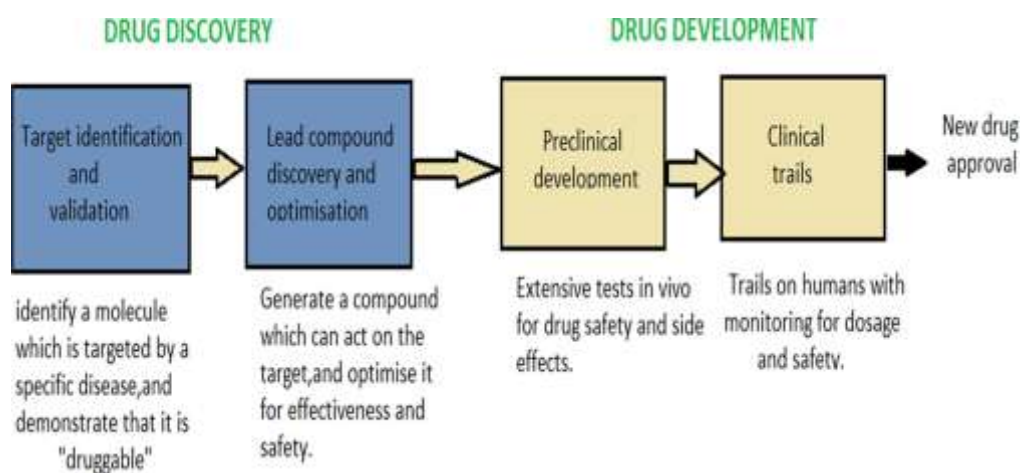 DRUG DISCOVERY
DRUG DEVELOPMENT
Target identification
and
validation
Lead compound
discovery and
optimisation
Preclinical
development
Clinical
trails
New drug
approval
identify a molecule
which is targeted by a
specific disease,and
demonstrate that it is
"druggable"
Generate a compound
which can act on the
target,and optimise it
for effectiveness and
safety.
Extensive tests in vivo
for drug safety and side
effects.
Trails on humans with
monitoring for dosage
and safety.